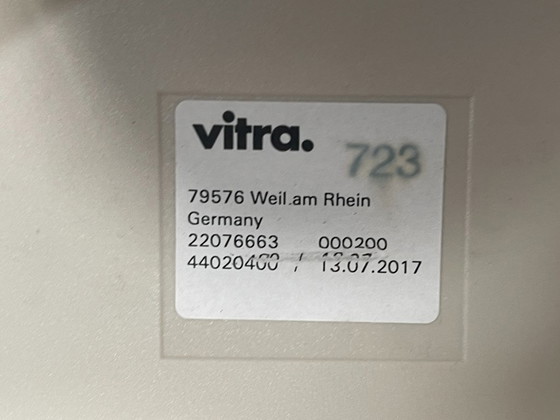 vitra.
723
79576 Weil am Rhein
Germany
22076663 000200
44020400 / 13.07.2017